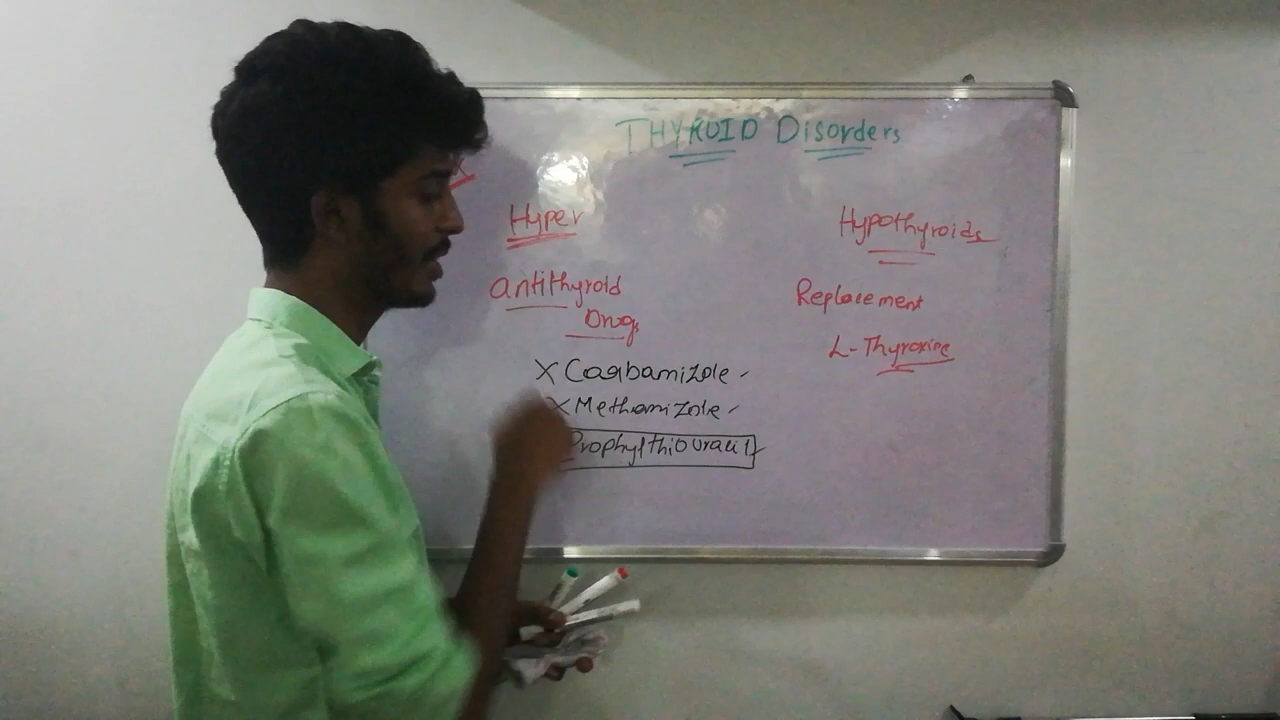 THYROID Disorders
Hyper
Hypothyroids
antithyroid
Drugs
Replacement
L-Thyroxine
X Carbamizole
X Methamizole
Prophylthiouracil